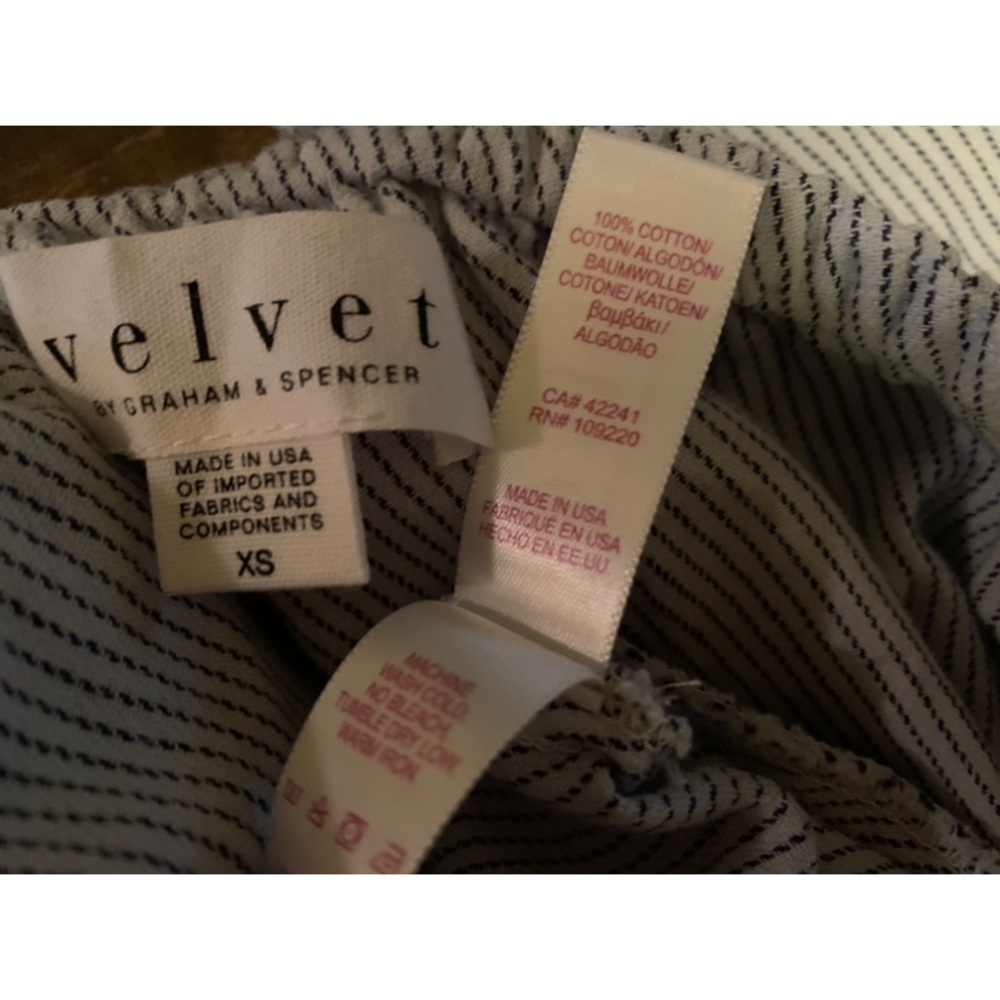 velvet
BY GRAHAM & SPENCER
MADE IN USA
OF IMPORTED
FABRICS AND
COMPONENTS
XS
100% COTTON/
COTON/ ALGODÓN/
BAUMWOLLE/
COTONE/ KATOEN/
βαμβάκι /
ALGODÃO
CA# 42241
RN# 109220
MADE IN USA
FABRIQUÉ EN USA
HECHO EN EE.UU.
MACHINE
WASH COLD.
NO BLEACH.
TUMBLE DRY LOW.
WARM IRON.